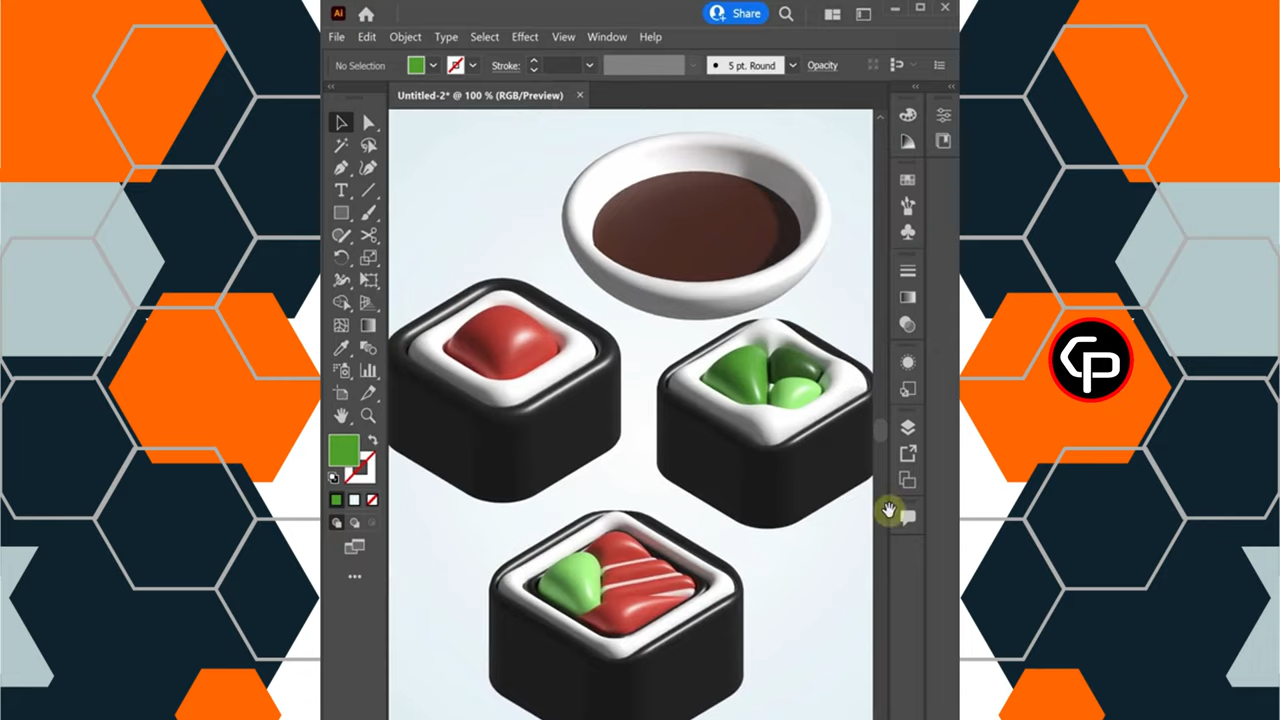 Ai
Share
File Edit Object Type Select Effect View Window Help
No Selection Stroke: 5 pt. Round Opacity
Untitled-2* @ 100 % (RGB/Preview)
CP